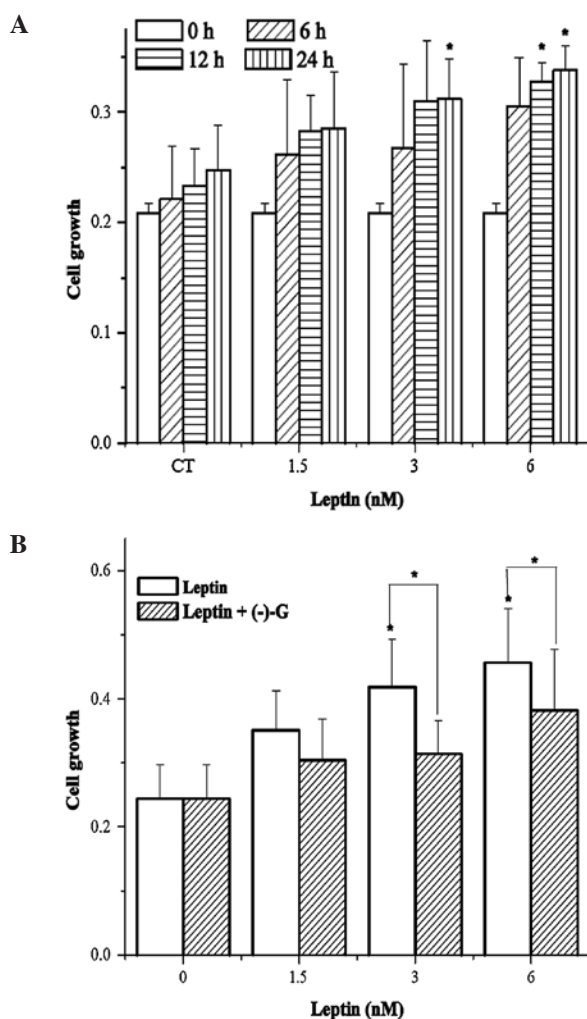 A
0 h 6 h
12 h 24 h
* * *
0.3
0.2
0.1
0.0
Cell growth
CT 1.5 3 6
Leptin (nM)
B
0.6
0.4
0.2
0.0
Cell growth
Leptin
Leptin + (-)-G
* *
* *
0 1.5 3 6
Leptin (nM)